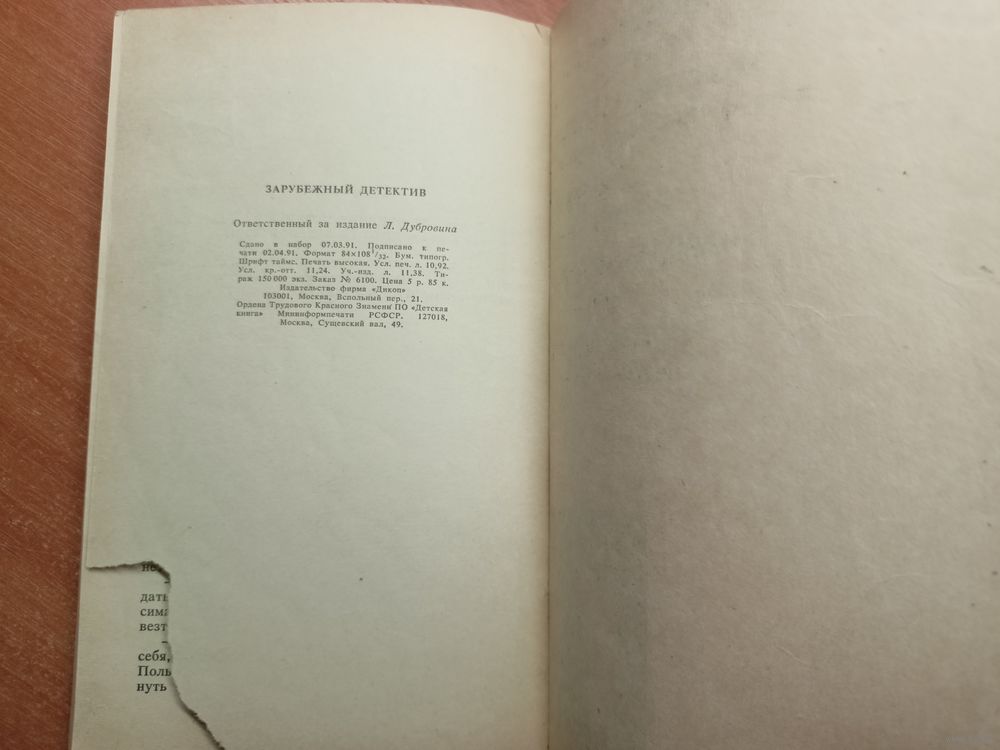 ЗАРУБЕЖНЫЙ ДЕТЕКТИВ
Ответственный за издание Л. Дубровина
Сдано в набор 07.03.91. Подписано к пе-
чати 02.04.91. Формат 84×108¹/₃₂. Бум. типогр.
Шрифт таймс. Печать высокая. Усл. печ. л. 10,92.
Усл. кр.-отт. 11,24. Уч.-изд. л. 11,38. Ти-
раж 150 000 экз. Заказ № 6100. Цена 5 р. 85 к.
Издательство фирма «Дикоп»
103001, Москва, Вспольный пер., 21.
Ордена Трудового Красного Знамени ПО «Детская
книга» Мининформпечати РСФСР. 127018,
Москва, Сущевский вал, 49.
не
—
дать
сима
везт
—
себя,
Поль
нуть